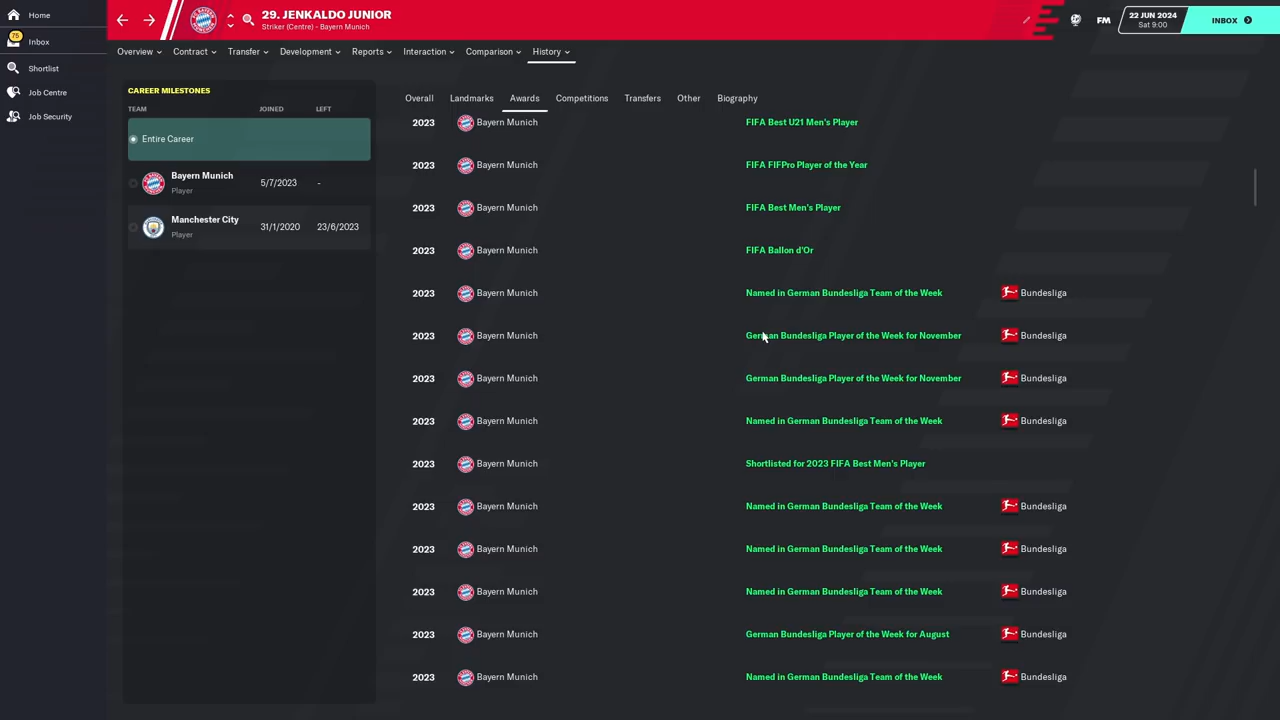 Home
75
Inbox
Shortlist
Job Centre
Job Security
29. JENKALDO JUNIOR
Striker (Centre) - Bayern Munich
FM
22 JUN 2024
Sat 9:00
INBOX
Overview
Contract
Transfer
Development
Reports
Interaction
Comparison
History
CAREER MILESTONES
TEAM JOINED LEFT
Entire Career
Bayern Munich
Player
5/7/2023 -
Manchester City
Player
31/1/2020 23/6/2023
Overall Landmarks Awards Competitions Transfers Other Biography
2023 Bayern Munich FIFA Best U21 Men's Player
2023 Bayern Munich FIFA FIFPro Player of the Year
2023 Bayern Munich FIFA Best Men's Player
2023 Bayern Munich FIFA Ballon d'Or
2023 Bayern Munich Named in German Bundesliga Team of the Week Bundesliga
2023 Bayern Munich German Bundesliga Player of the Week for November Bundesliga
2023 Bayern Munich German Bundesliga Player of the Week for November Bundesliga
2023 Bayern Munich Named in German Bundesliga Team of the Week Bundesliga
2023 Bayern Munich Shortlisted for 2023 FIFA Best Men's Player
2023 Bayern Munich Named in German Bundesliga Team of the Week Bundesliga
2023 Bayern Munich Named in German Bundesliga Team of the Week Bundesliga
2023 Bayern Munich Named in German Bundesliga Team of the Week Bundesliga
2023 Bayern Munich German Bundesliga Player of the Week for August Bundesliga
2023 Bayern Munich Named in German Bundesliga Team of the Week Bundesliga